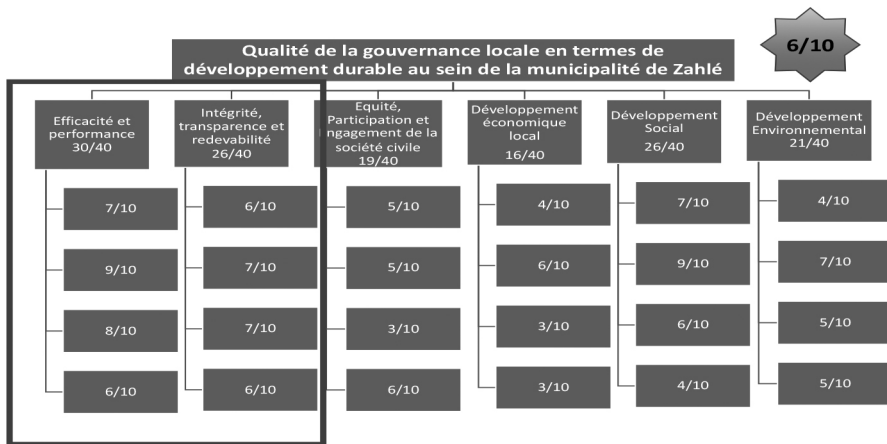 6/10
Qualité de la gouvernance locale en termes de
développement durable au sein de la municipalité de Zahlé
Efficacité et
performance
30/40
7/10
9/10
8/10
6/10
Intégrité,
transparence et
redevabilité
26/40
6/10
7/10
7/10
6/10
Equité,
Participation et
Engagement de la
société civile
19/40
5/10
5/10
3/10
6/10
Développement
économique
local
16/40
4/10
6/10
3/10
3/10
Développement
Social
26/40
7/10
9/10
6/10
4/10
Développement
Environnemental
21/40
4/10
7/10
5/10
5/10